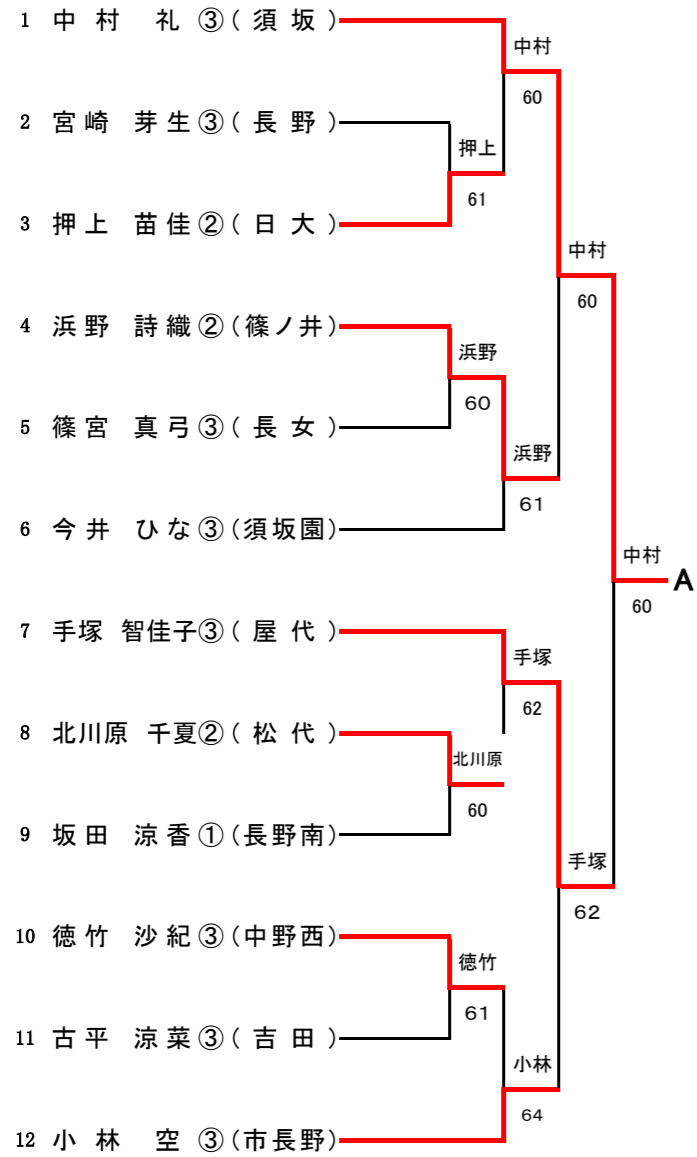 1 中村 礼③(須坂)
中村
60
2 宮崎 芽生③(長野)
押上
61
3 押上 苗佳②(日大)
中村
60
4 浜野 詩織②(篠ノ井)
浜野
60
5 篠宮 真弓③(長女)
浜野
61
6 今井 ひな③(須坂園)
中村 A
60
7 手塚 智佳子③(屋代)
手塚
62
8 北川原 千夏②(松代)
北川原
60
9 坂田 涼香①(長野南)
手塚
62
10 徳竹 沙紀③(中野西)
徳竹
61
11 古平 涼菜③(吉田)
小林
64
12 小林 空③(市長野)